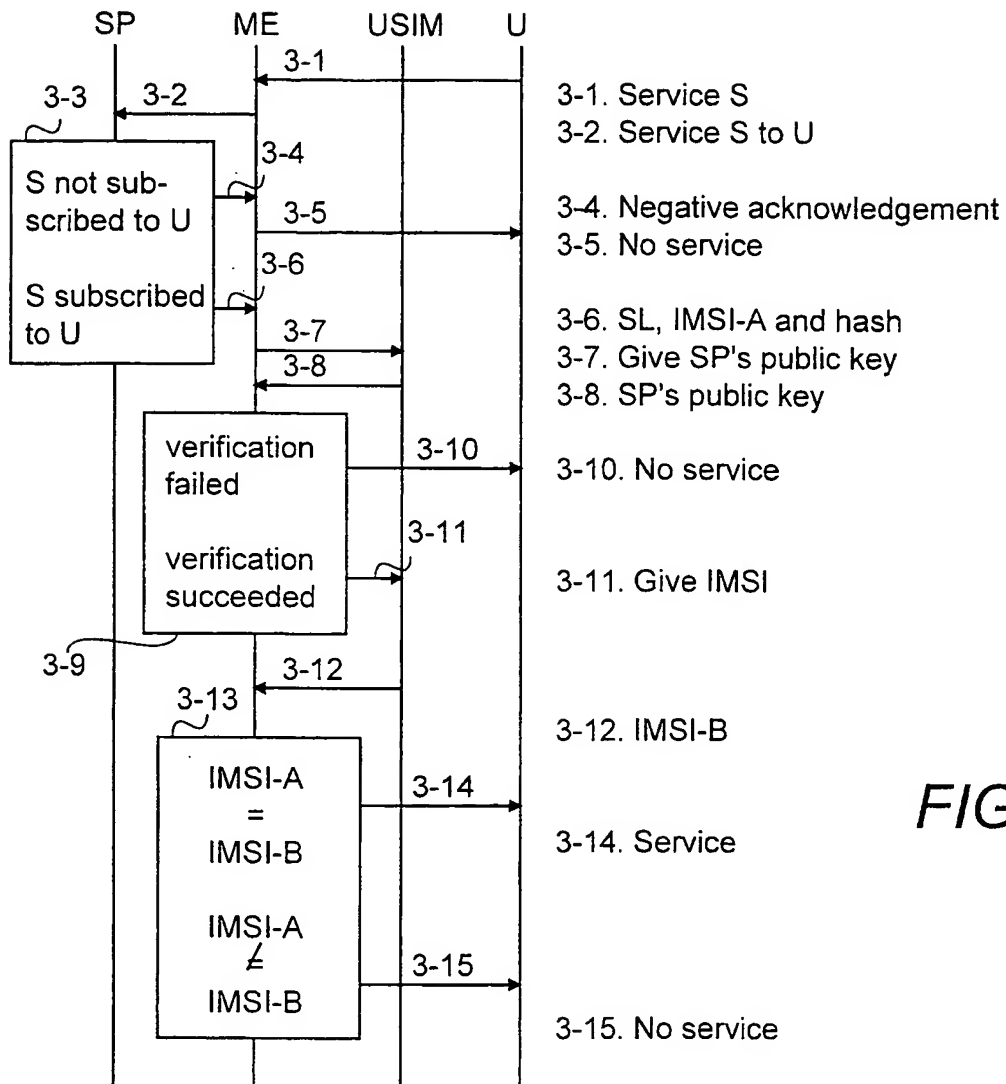 SP ME USIM U
3-1
3-3 3-2
3-1. Service S
3-2. Service S to U
S not sub-
scribed to U
3-4
3-5
3-4. Negative acknowledgement
3-5. No service
3-6
S subscribed
to U
3-7
3-8
3-6. SL, IMSI-A and hash
3-7. Give SP's public key
3-8. SP's public key
verification
failed
3-10
3-10. No service
3-11
verification
succeeded
3-11. Give IMSI
3-9
3-12
3-12. IMSI-B
3-13
IMSI-A
=
IMSI-B
3-14
3-14. Service
IMSI-A
≠
IMSI-B
3-15
3-15. No service
FIG